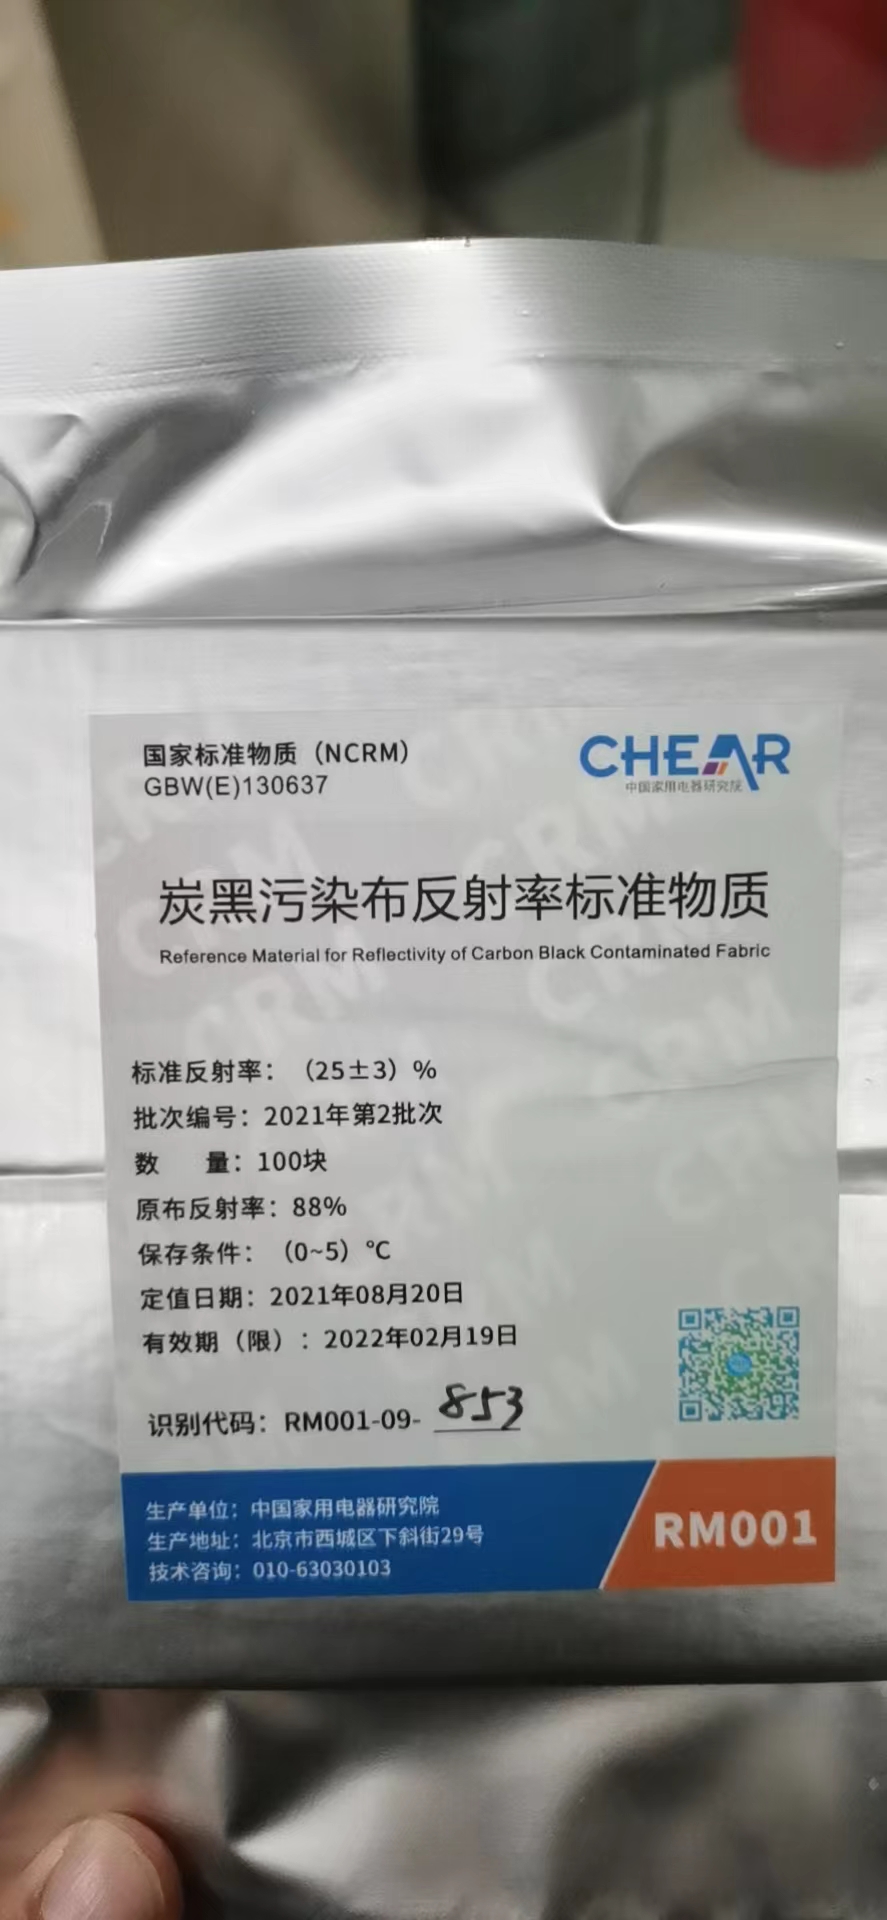 国家标准物质（NCRM）
GBW(E)130637
CHEAR
中国家用电器研究院
炭黑污染布反射率标准物质
Reference Material for Reflectivity of Carbon Black Contaminated Fabric
标准反射率：（25±3）%
批次编号：2021年第2批次
数 量：100块
原布反射率：88%
保存条件：（0~5）℃
定值日期：2021年08月20日
有效期（限）：2022年02月19日
识别代码：RM001-09-853
生产单位：中国家用电器研究院
生产地址：北京市西城区下斜街29号
技术咨询：010-63030103
RM001